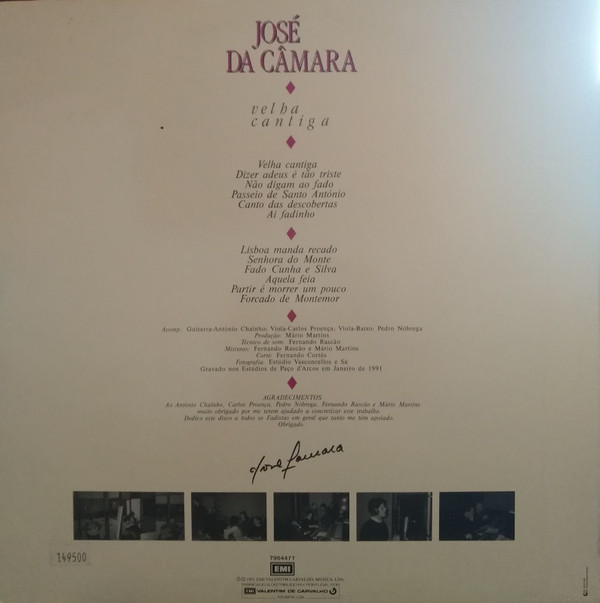 JOSÉ
DA CÂMARA
velha
cantiga
Velha cantiga
Dizer adeus é tão triste
Não digam ao fado
Passeio de Santo António
Canto das descobertas
Ai fadinho
Lisboa manda recado
Senhora do Monte
Fado Cunha e Silva
Aquela feia
Partir é morrer um pouco
Forcado de Montemor
Acomp: Guitarra-António Chaínho; Viola-Carlos Proença; Viola-Baixo: Pedro Nóbrega
Produção: Mário Martins
Técnico de som: Fernando Rascão
Misturas: Fernando Rascão e Mário Martins
Corte: Fernando Cortês
Fotografia: Estúdio Vasconcellos e Sá
Gravado nos Estúdios de Paço d'Arcos em Janeiro de 1991
AGRADECIMENTOS
Ao António Chaínho, Carlos Proença, Pedro Nóbrega, Fernando Rascão e Mário Martins
muito obrigado por me terem ajudado a concretizar este trabalho.
Dedico este disco a todos os Fadistas em geral que tanto me têm apoiado.
Obrigado.
José Camara
149500
7964471
EMI
EMI VALENTIM DE CARVALHO